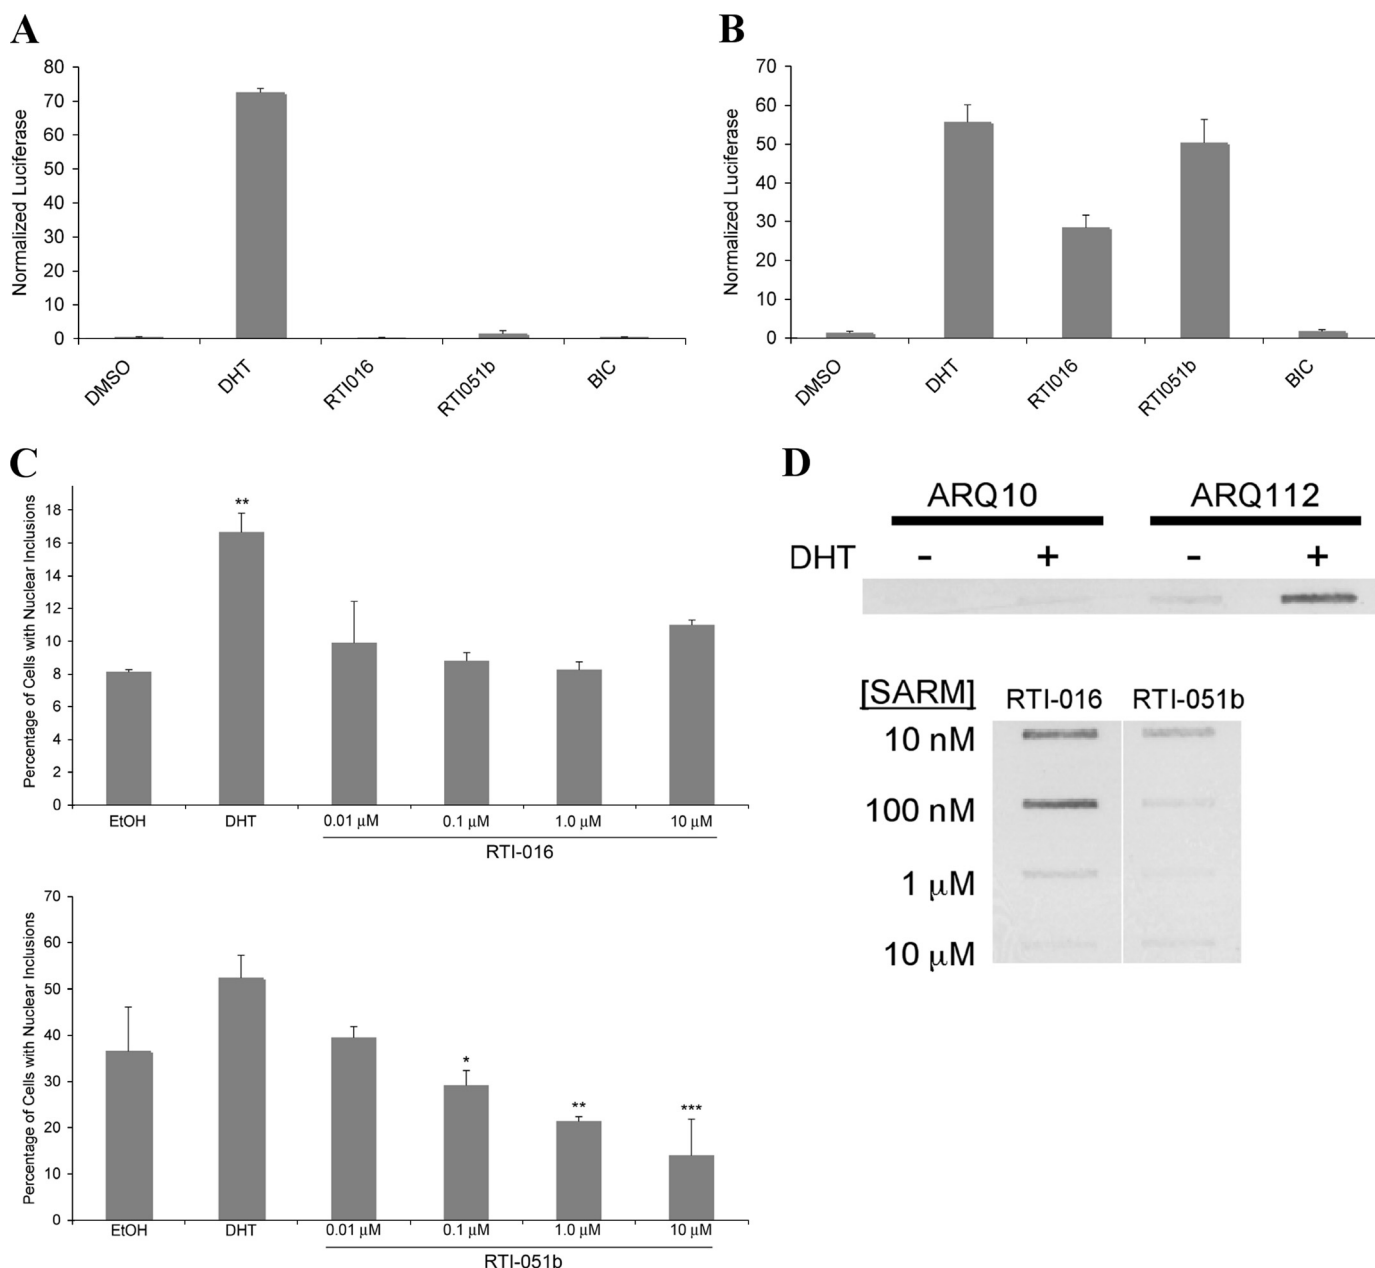 A
Normalized Luciferase
80
70
60
50
40
30
20
10
0
DMSO
DHT
RTI016
RTI051b
BIC
B
Normalized Luciferase
70
60
50
40
30
20
10
0
DMSO
DHT
RTI016
RTI051b
BIC
C
Percentage of Cells with Nuclear Inclusions
18
16
14
12
10
8
6
4
2
0
**
EtOH
DHT
0.01 μM
0.1 μM
1.0 μM
10 μM
RTI-016
Percentage of Cells with Nuclear Inclusions
70
60
50
40
30
20
10
0
*
**
***
EtOH
DHT
0.01 μM
0.1 μM
1.0 μM
10 μM
RTI-051b
D
ARQ10 ARQ112
DHT - + - +
[SARM] RTI-016 RTI-051b
10 nM
100 nM
1 μM
10 μM